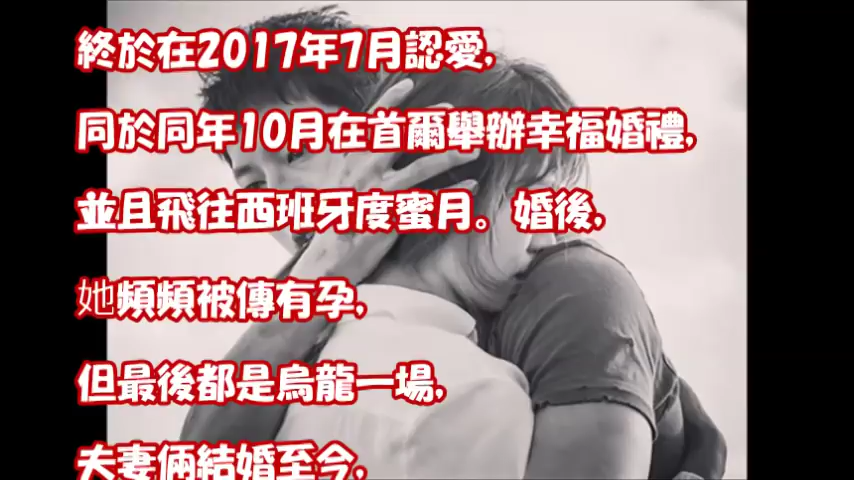 終於在2017年7月認愛,
同於同年10月在首爾舉辦幸福婚禮,
並且飛往西班牙度蜜月。婚後,
她頻頻被傳有孕,
但最後都是烏龍一場,
夫妻倆結婚至今,